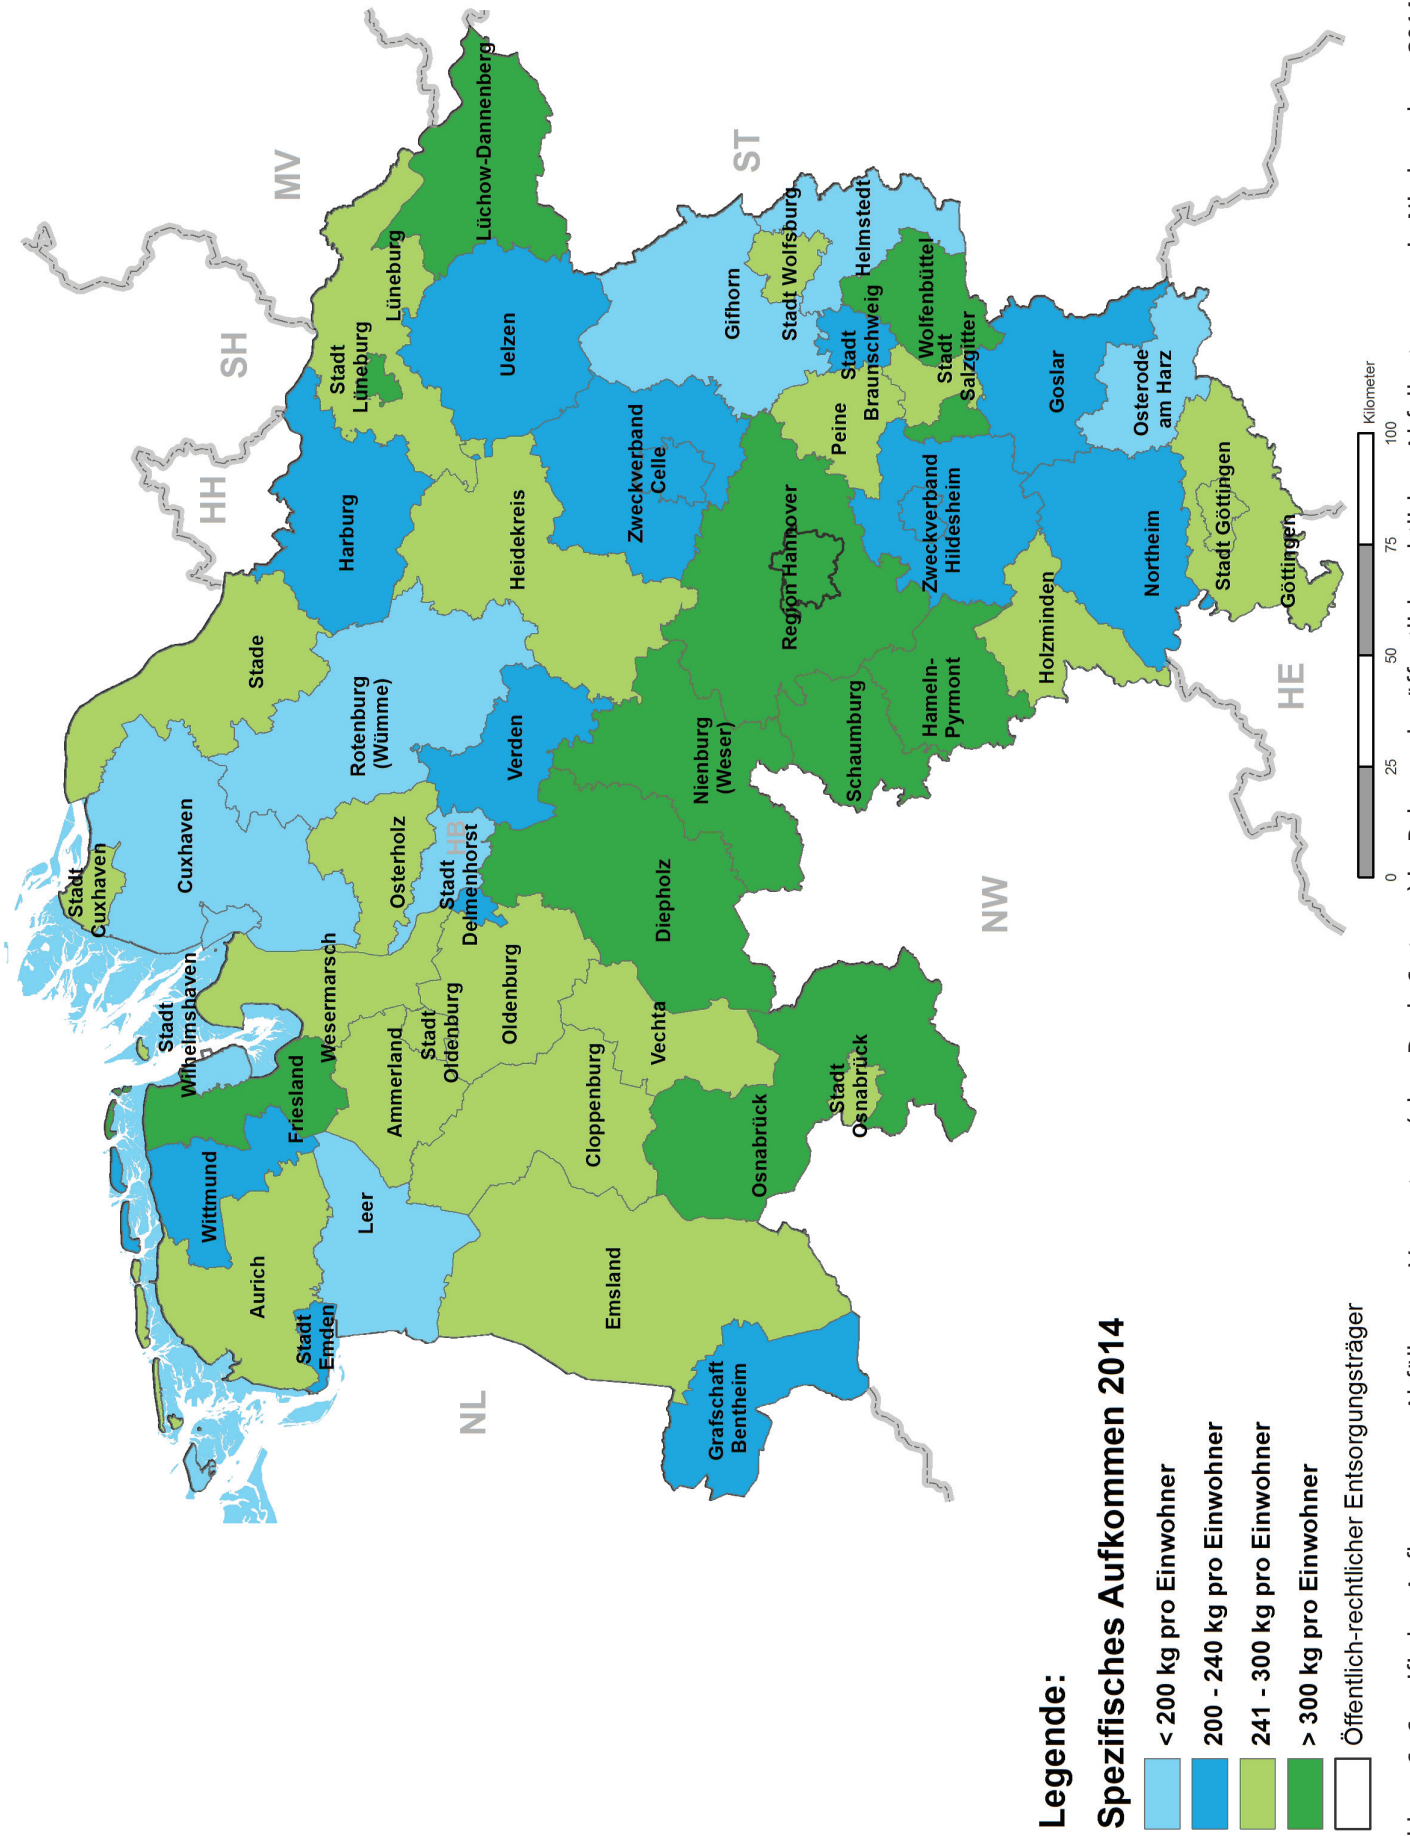 MV
SH
HH
ST
HB
NL
NW
HE
Stadt
Cuxhaven
Cuxhaven
Stade
Stadt
Wilhelmshaven
Wittmund
Friesland
Wesermarsch
Aurich
Stadt
Emden
Leer
Ammerland
Stadt
Oldenburg
Oldenburg
Osterholz
Stadt
Delmenhorst
Rotenburg
(Wümme)
Verden
Harburg
Stadt
Lüneburg
Lüneburg
Lüchow-Dannenberg
Uelzen
Heidekreis
Zweckverband
Celle
Gifhorn
Stadt Wolfsburg
Helmstedt
Stadt
Braunschweig
Wolfenbüttel
Stadt
Salzgitter
Peine
Region Hannover
Nienburg
(Weser)
Diepholz
Vechta
Cloppenburg
Emsland
Grafschaft
Bentheim
Osnabrück
Stadt
Osnabrück
Schaumburg
Hameln-
Pyrmont
Zweckverband
Hildesheim
Holzminden
Northeim
Goslar
Osterode
am Harz
Stadt Göttingen
Göttingen
Legende:
Spezifisches Aufkommen 2014
< 200 kg pro Einwohner
200 - 240 kg pro Einwohner
241 - 300 kg pro Einwohner
> 300 kg pro Einwohner
Öffentlich-rechtlicher Entsorgungsträger
0 25 50 75 100
Kilometer